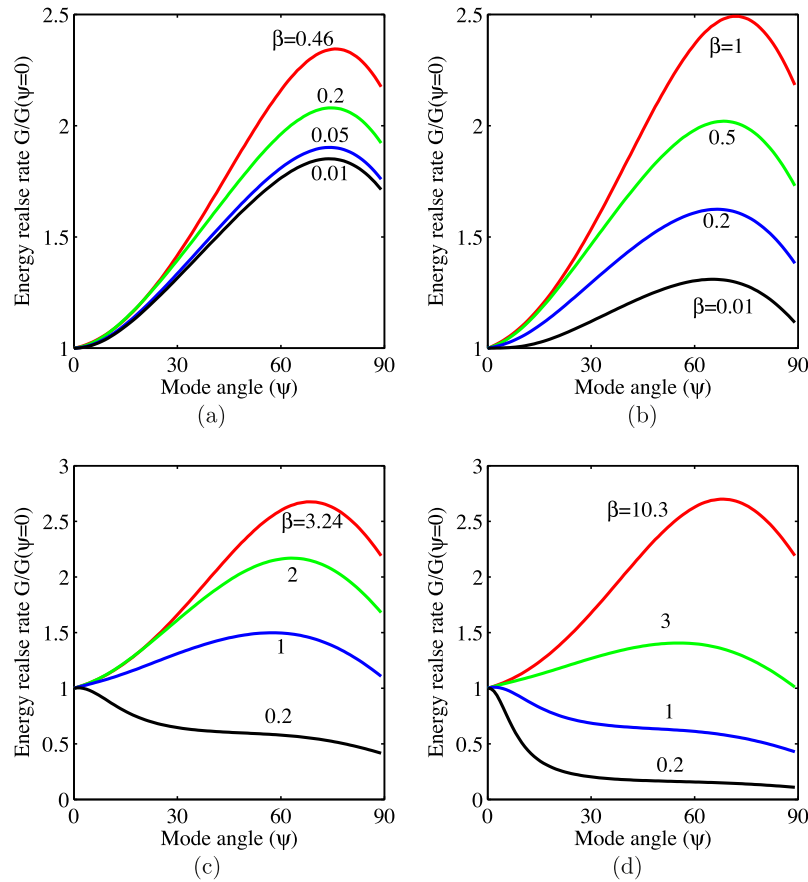 2.5
2
1.5
1
Energy realse rate G/G(ψ=0)
β=0.46
0.2
0.05
0.01
0 30 60 90
Mode angle (ψ)
(a)
2.5
2
1.5
1
Energy realse rate G/G(ψ=0)
β=1
0.5
0.2
β=0.01
0 30 60 90
Mode angle (ψ)
(b)
3
2.5
2
1.5
1
0.5
0
Energy realse rate G/G(ψ=0)
β=3.24
2
1
0.2
0 30 60 90
Mode angle (ψ)
(c)
3
2.5
2
1.5
1
0.5
0
Energy realse rate G/G(ψ=0)
β=10.3
3
1
0.2
0 30 60 90
Mode angle (ψ)
(d)